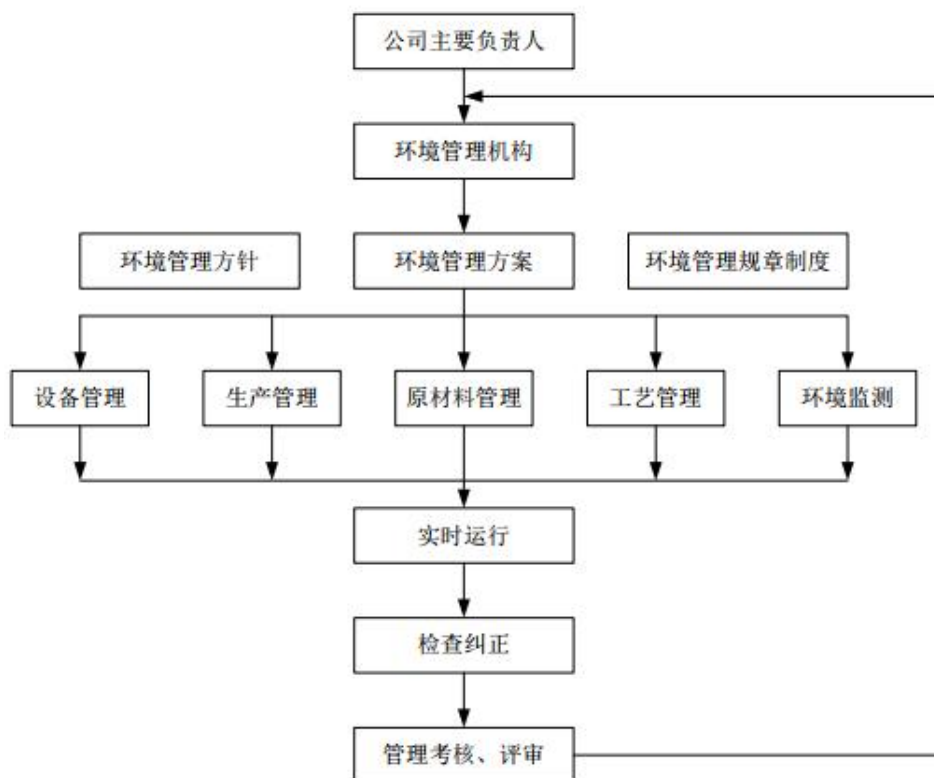 公司主要负责人
环境管理机构
环境管理方针
环境管理方案
环境管理规章制度
设备管理
生产管理
原材料管理
工艺管理
环境监测
实时运行
检查纠正
管理考核、评审